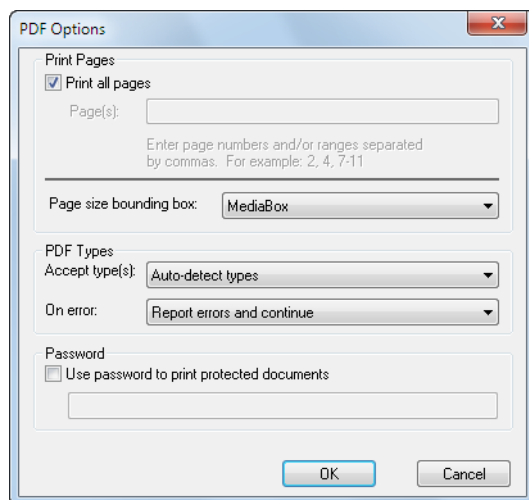 PDF Options
Print Pages
Print all pages
Page(s):
Enter page numbers and/or ranges separated
by commas. For example: 2, 4, 7-11
Page size bounding box: MediaBox
PDF Types
Accept type(s): Auto-detect types
On error: Report errors and continue
Password
Use password to print protected documents
OK Cancel